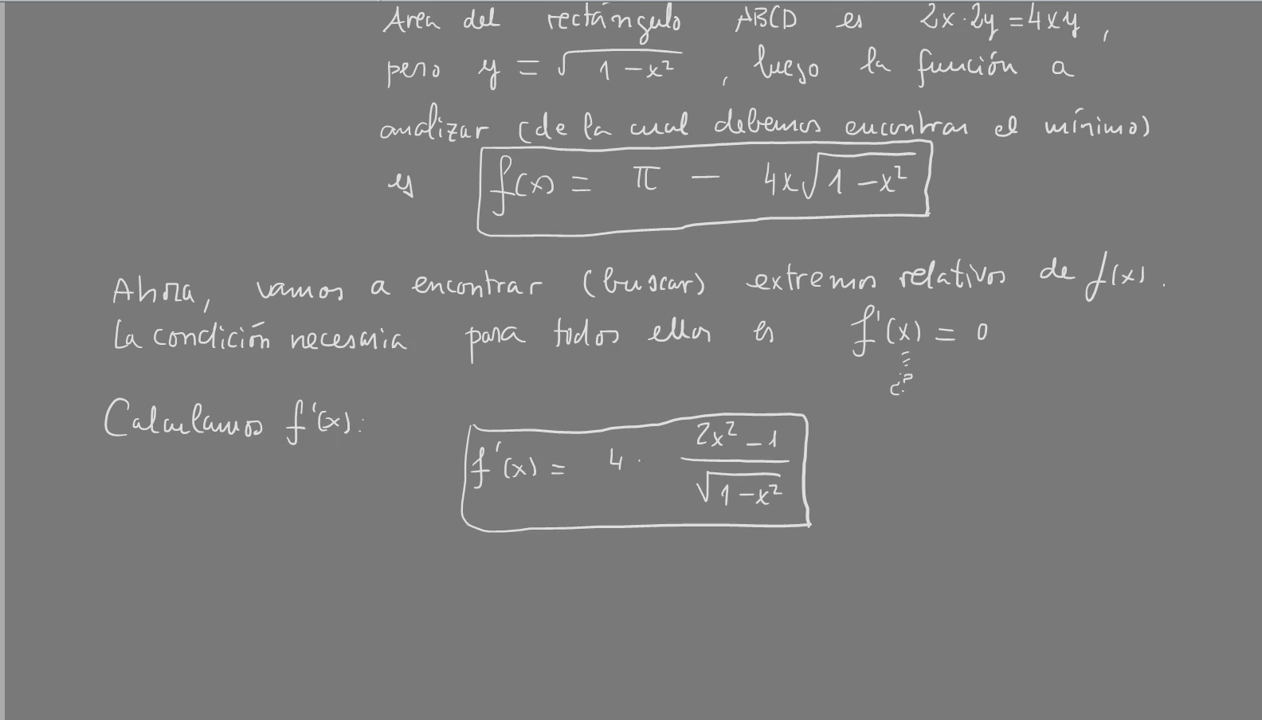 Area del rectángulo ABCD es 2x·2y = 4xy,
pero y = √(1-x²), luego la función a
analizar (de la cual debemos encontrar el mínimo)
es f(x) = π - 4x√(1-x²)
Ahora, vamos a encontrar (buscar) extremos relativos de f(x).
La condición necesaria para todos ellos es f'(x) = 0
¿?
Calculamos f'(x):
f'(x) = 4 · (2x² - 1)/√(1-x²)